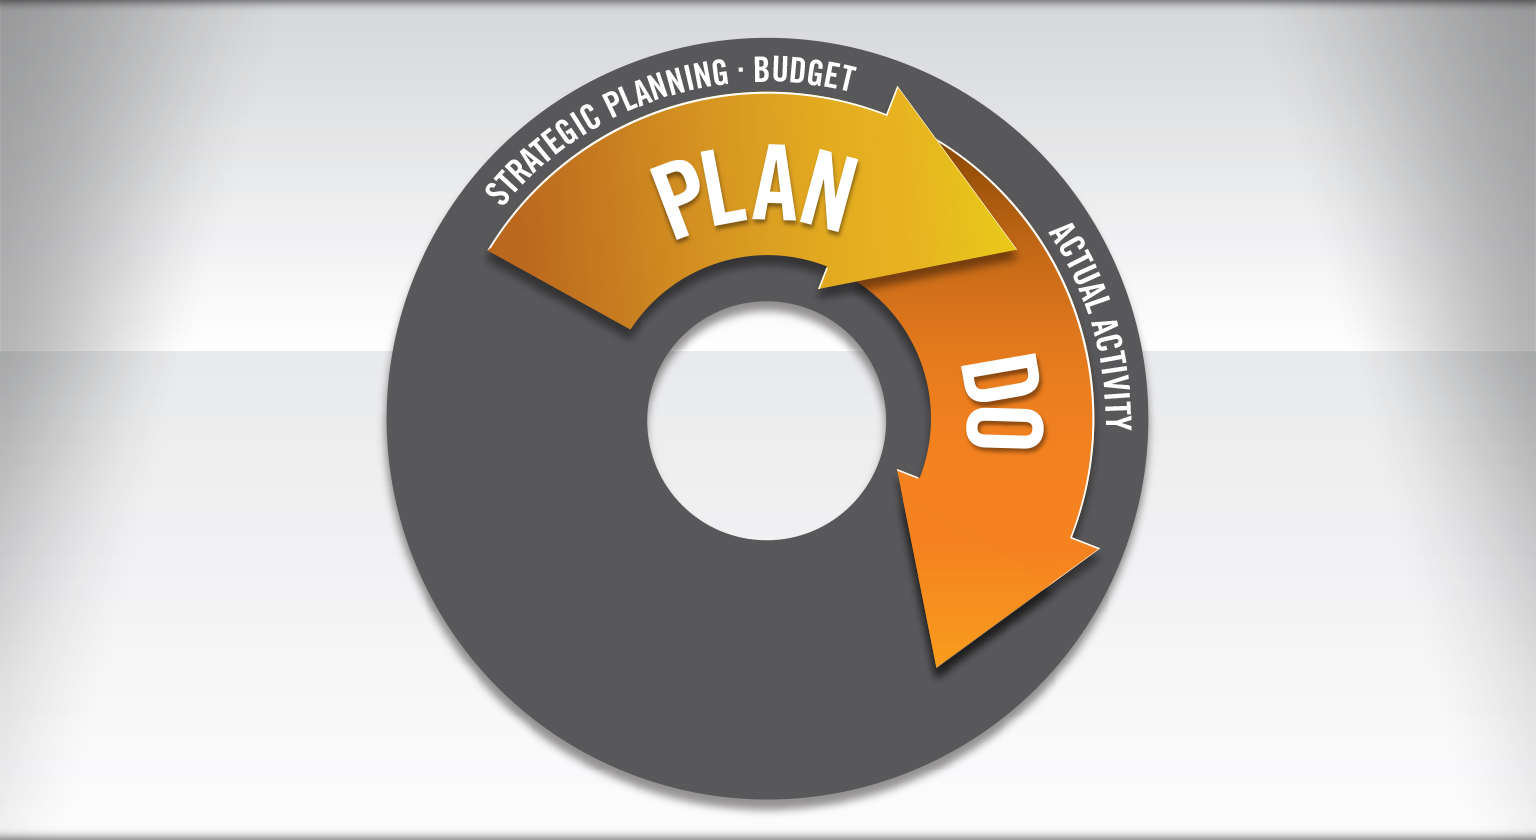 STRATEGIC PLANNING · BUDGET
PLAN
ACTUAL ACTIVITY
DO